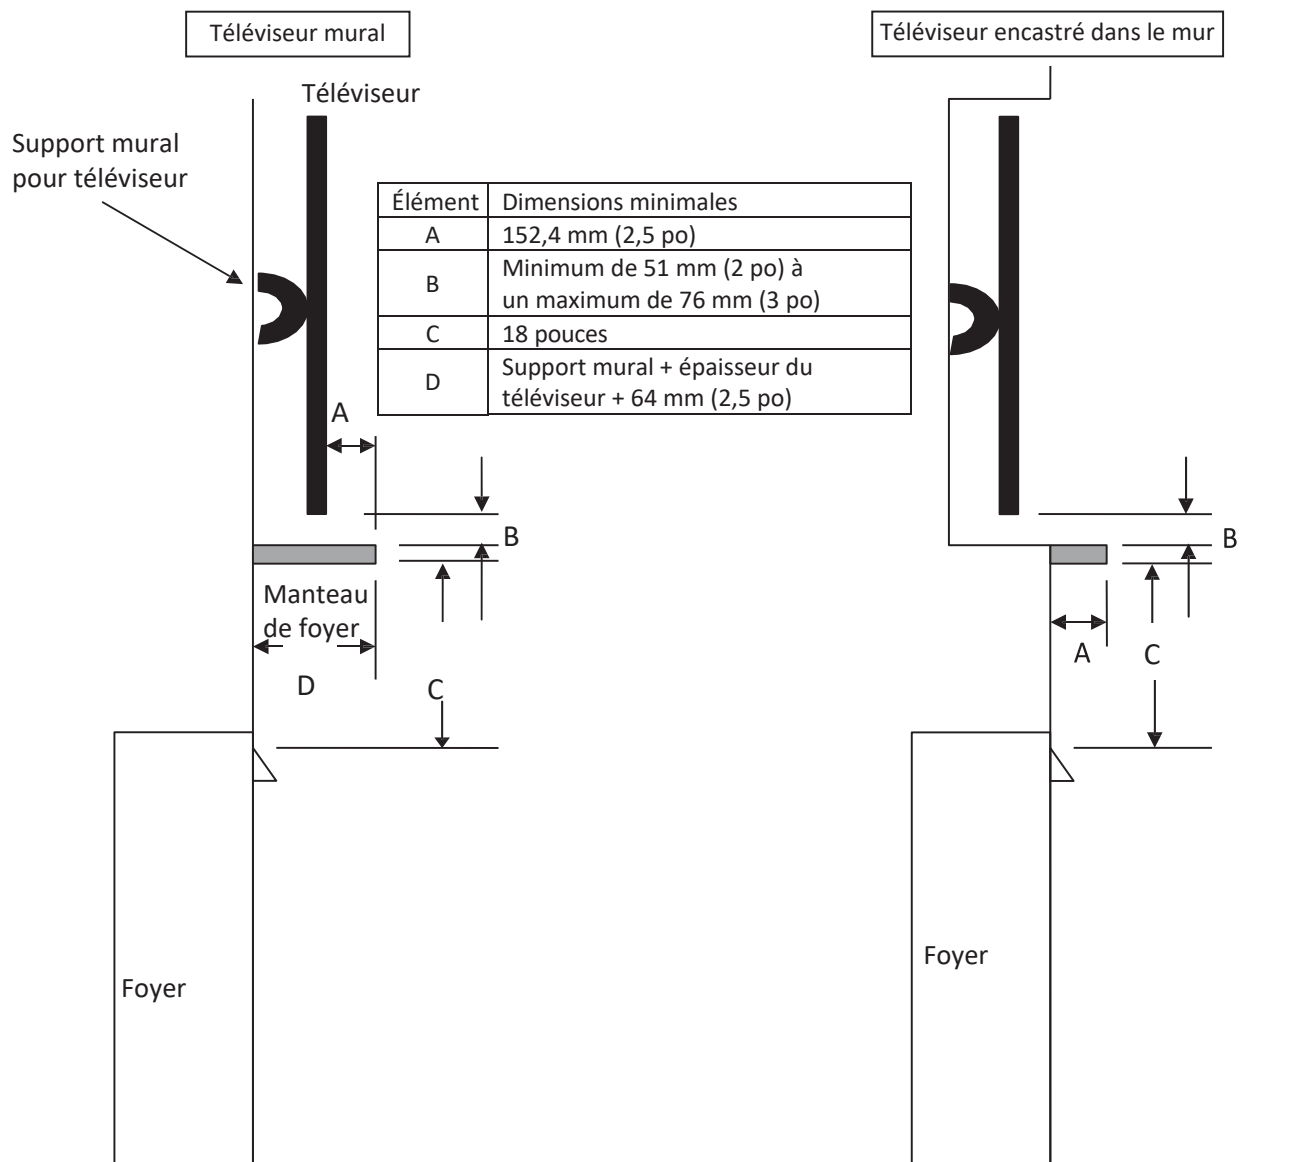 Téléviseur mural
Téléviseur encastré dans le mur
Téléviseur
Support mural
pour téléviseur
Élément Dimensions minimales
A 152,4 mm (2,5 po)
B Minimum de 51 mm (2 po) à
un maximum de 76 mm (3 po)
C 18 pouces
D Support mural + épaisseur du
téléviseur + 64 mm (2,5 po)
A
B
Manteau
de foyer
D
C
Foyer
B
A
C
Foyer